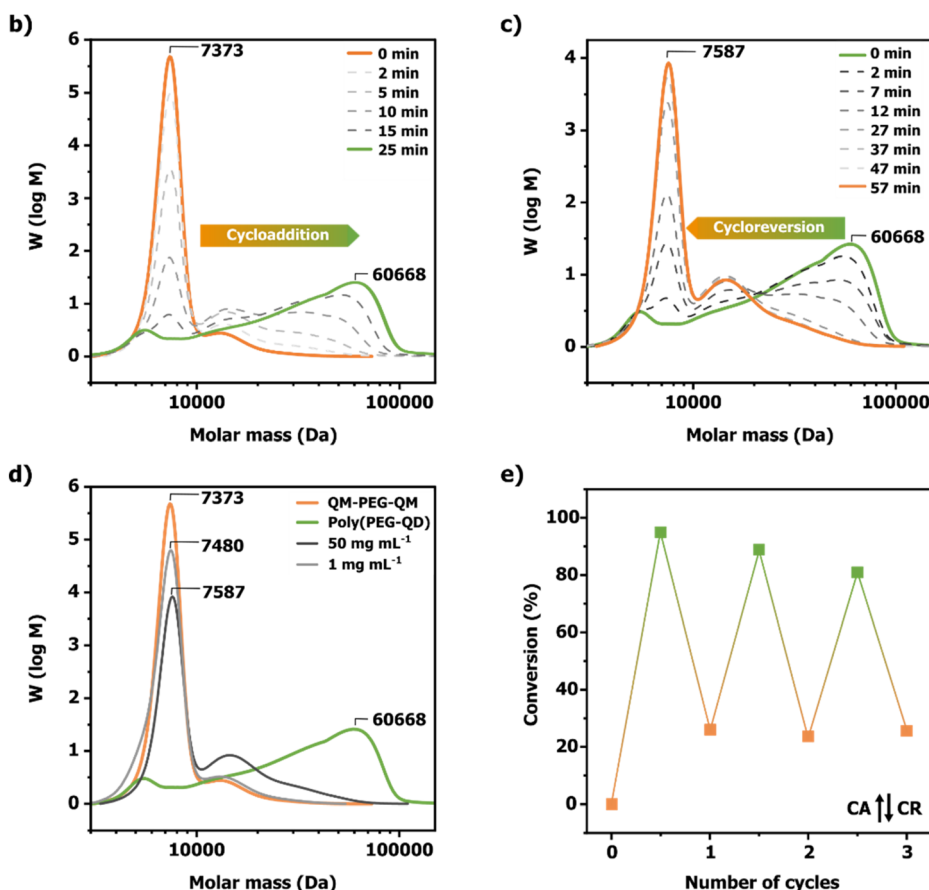 b)
7373
0 min
2 min
5 min
10 min
15 min
25 min
Cycloaddition
60668
W (log M)
6
5
4
3
2
1
0
10000
100000
Molar mass (Da)
c)
7587
0 min
2 min
7 min
12 min
27 min
37 min
47 min
57 min
Cycloreversion
60668
W (log M)
4
3
2
1
0
10000
100000
Molar mass (Da)
d)
7373
7480
7587
QM-PEG-QM
Poly(PEG-QD)
50 mg mL⁻¹
1 mg mL⁻¹
60668
W (log M)
6
5
4
3
2
1
0
10000
100000
Molar mass (Da)
e)
Conversion (%)
100
80
60
40
20
0
CA ↑↓ CR
0 1 2 3
Number of cycles